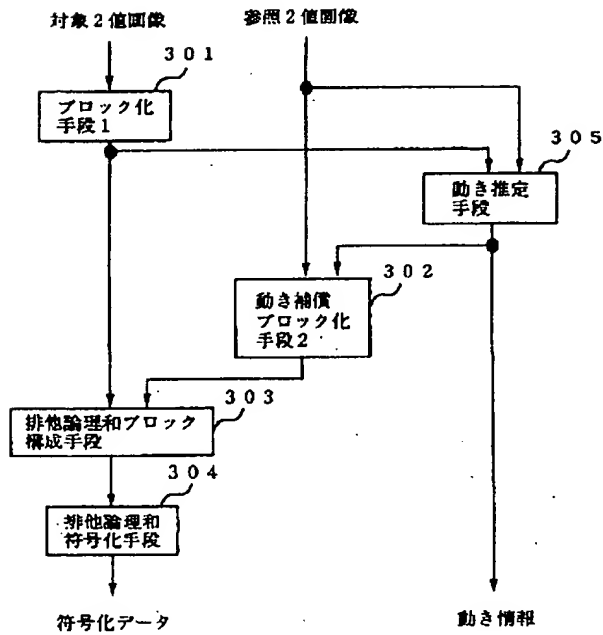 対象2値画像
参照2値画像
301
ブロック化
手段1
305
動き推定
手段
302
動き補償
ブロック化
手段2
303
排他論理和ブロック
構成手段
304
排他論理和
符号化手段
符号化データ
動き情報